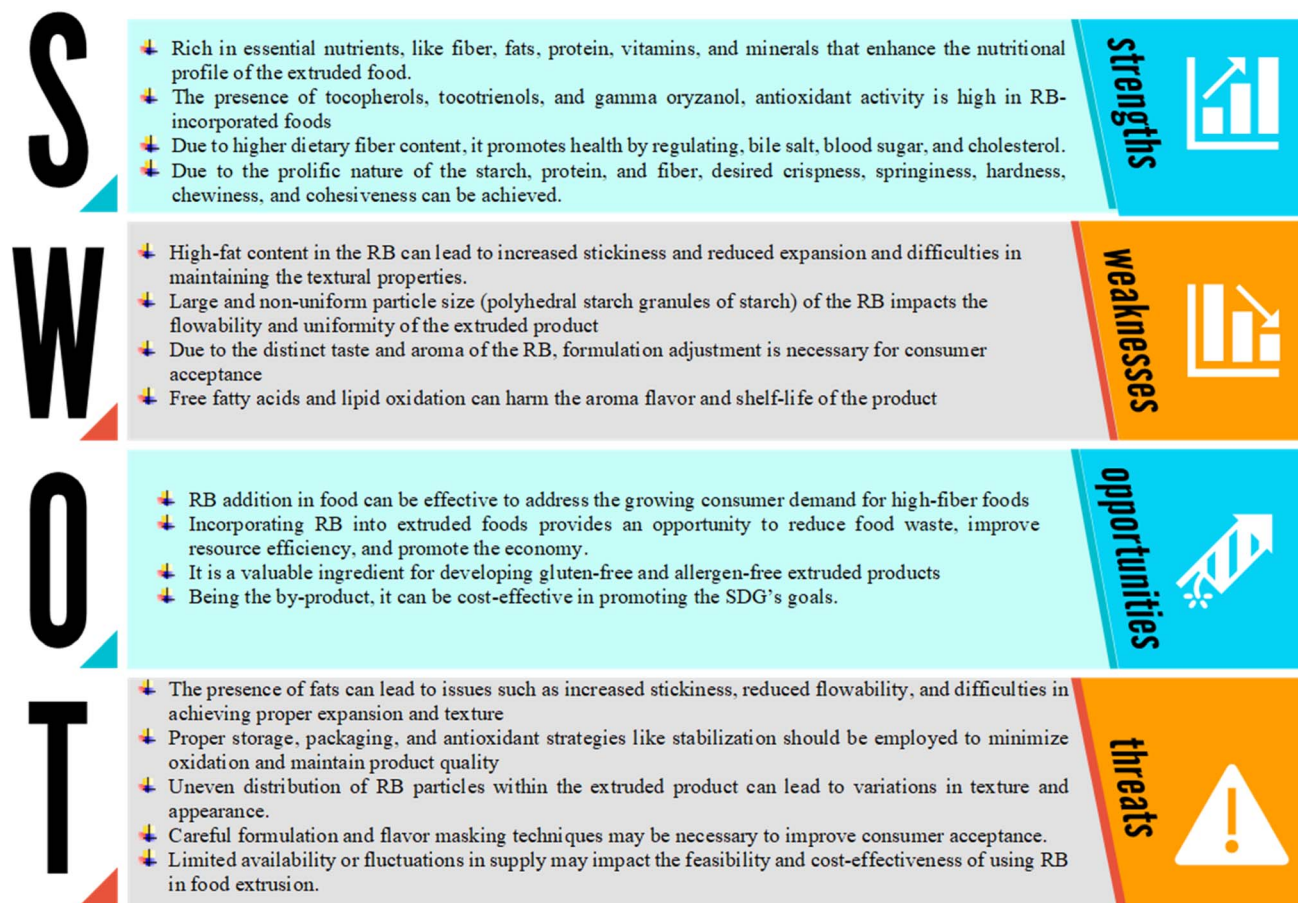 S
Rich in essential nutrients, like fiber, fats, protein, vitamins, and minerals that enhance the nutritional
profile of the extruded food.
The presence of tocopherols, tocotrienols, and gamma oryzanol, antioxidant activity is high in RB-
incorporated foods
Due to higher dietary fiber content, it promotes health by regulating, bile salt, blood sugar, and cholesterol.
Due to the prolific nature of the starch, protein, and fiber, desired crispness, springiness, hardness,
chewiness, and cohesiveness can be achieved.
strengths
W
High-fat content in the RB can lead to increased stickiness and reduced expansion and difficulties in
maintaining the textural properties.
Large and non-uniform particle size (polyhedral starch granules of starch) of the RB impacts the
flowability and uniformity of the extruded product
Due to the distinct taste and aroma of the RB, formulation adjustment is necessary for consumer
acceptance
Free fatty acids and lipid oxidation can harm the aroma flavor and shelf-life of the product
weaknesses
O
RB addition in food can be effective to address the growing consumer demand for high-fiber foods
Incorporating RB into extruded foods provides an opportunity to reduce food waste, improve
resource efficiency, and promote the economy.
It is a valuable ingredient for developing gluten-free and allergen-free extruded products
Being the by-product, it can be cost-effective in promoting the SDG's goals.
opportunities
T
The presence of fats can lead to issues such as increased stickiness, reduced flowability, and difficulties in
achieving proper expansion and texture
Proper storage, packaging, and antioxidant strategies like stabilization should be employed to minimize
oxidation and maintain product quality
Uneven distribution of RB particles within the extruded product can lead to variations in texture and
appearance.
Careful formulation and flavor masking techniques may be necessary to improve consumer acceptance.
Limited availability or fluctuations in supply may impact the feasibility and cost-effectiveness of using RB
in food extrusion.
threats